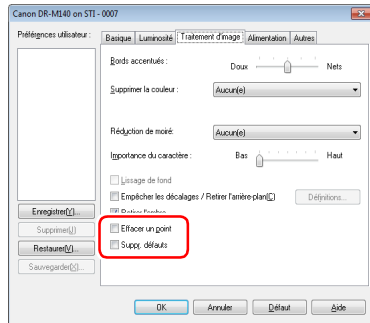 Canon DR-M140 on STI - 0007
Préférences utilisateur :
Basique Luminosité Traitement d'image Alimentation Autres
Bords accentués :
Doux Nets
Supprimer la couleur :
Aucun(e)
Réduction de moiré:
Aucun(e)
Importance du caractère :
Bas Haut
Lissage de fond
Empêcher les décalages / Retirer l'arrière-plan(C)
Définitions...
Retirer l'ombre
Effacer un point
Suppr. défauts
Enregistrer(Y)...
Supprimer(J)
Restaurer(V)...
Sauvegarder(X)...
OK Annuler Défaut Aide